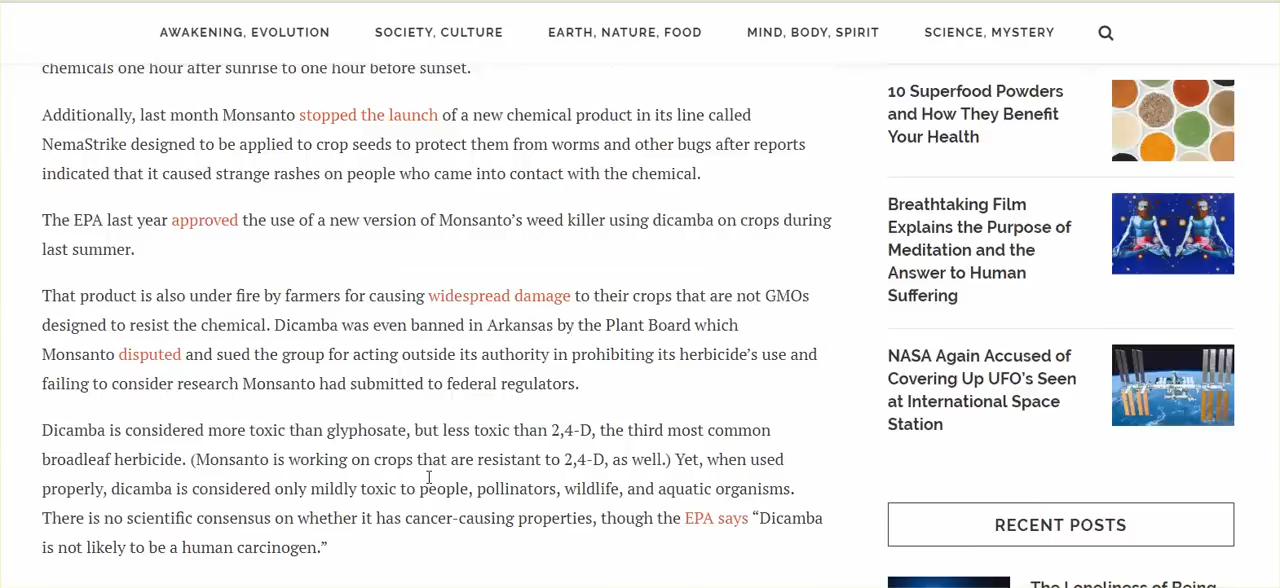 AWAKENING, EVOLUTION SOCIETY, CULTURE EARTH, NATURE, FOOD MIND, BODY, SPIRIT SCIENCE, MYSTERY
chemicals one hour after sunrise to one hour before sunset.
Additionally, last month Monsanto stopped the launch of a new chemical product in its line called
NemaStrike designed to be applied to crop seeds to protect them from worms and other bugs after reports
indicated that it caused strange rashes on people who came into contact with the chemical.
The EPA last year approved the use of a new version of Monsanto’s weed killer using dicamba on crops during
last summer.
That product is also under fire by farmers for causing widespread damage to their crops that are not GMOs
designed to resist the chemical. Dicamba was even banned in Arkansas by the Plant Board which
Monsanto disputed and sued the group for acting outside its authority in prohibiting its herbicide’s use and
failing to consider research Monsanto had submitted to federal regulators.
Dicamba is considered more toxic than glyphosate, but less toxic than 2,4-D, the third most common
broadleaf herbicide. (Monsanto is working on crops that are resistant to 2,4-D, as well.) Yet, when used
properly, dicamba is considered only mildly toxic to people, pollinators, wildlife, and aquatic organisms.
There is no scientific consensus on whether it has cancer-causing properties, though the EPA says “Dicamba
is not likely to be a human carcinogen.”
10 Superfood Powders
and How They Benefit
Your Health
Breathtaking Film
Explains the Purpose of
Meditation and the
Answer to Human
Suffering
NASA Again Accused of
Covering Up UFO’s Seen
at International Space
Station
RECENT POSTS
The Loneliness of Being